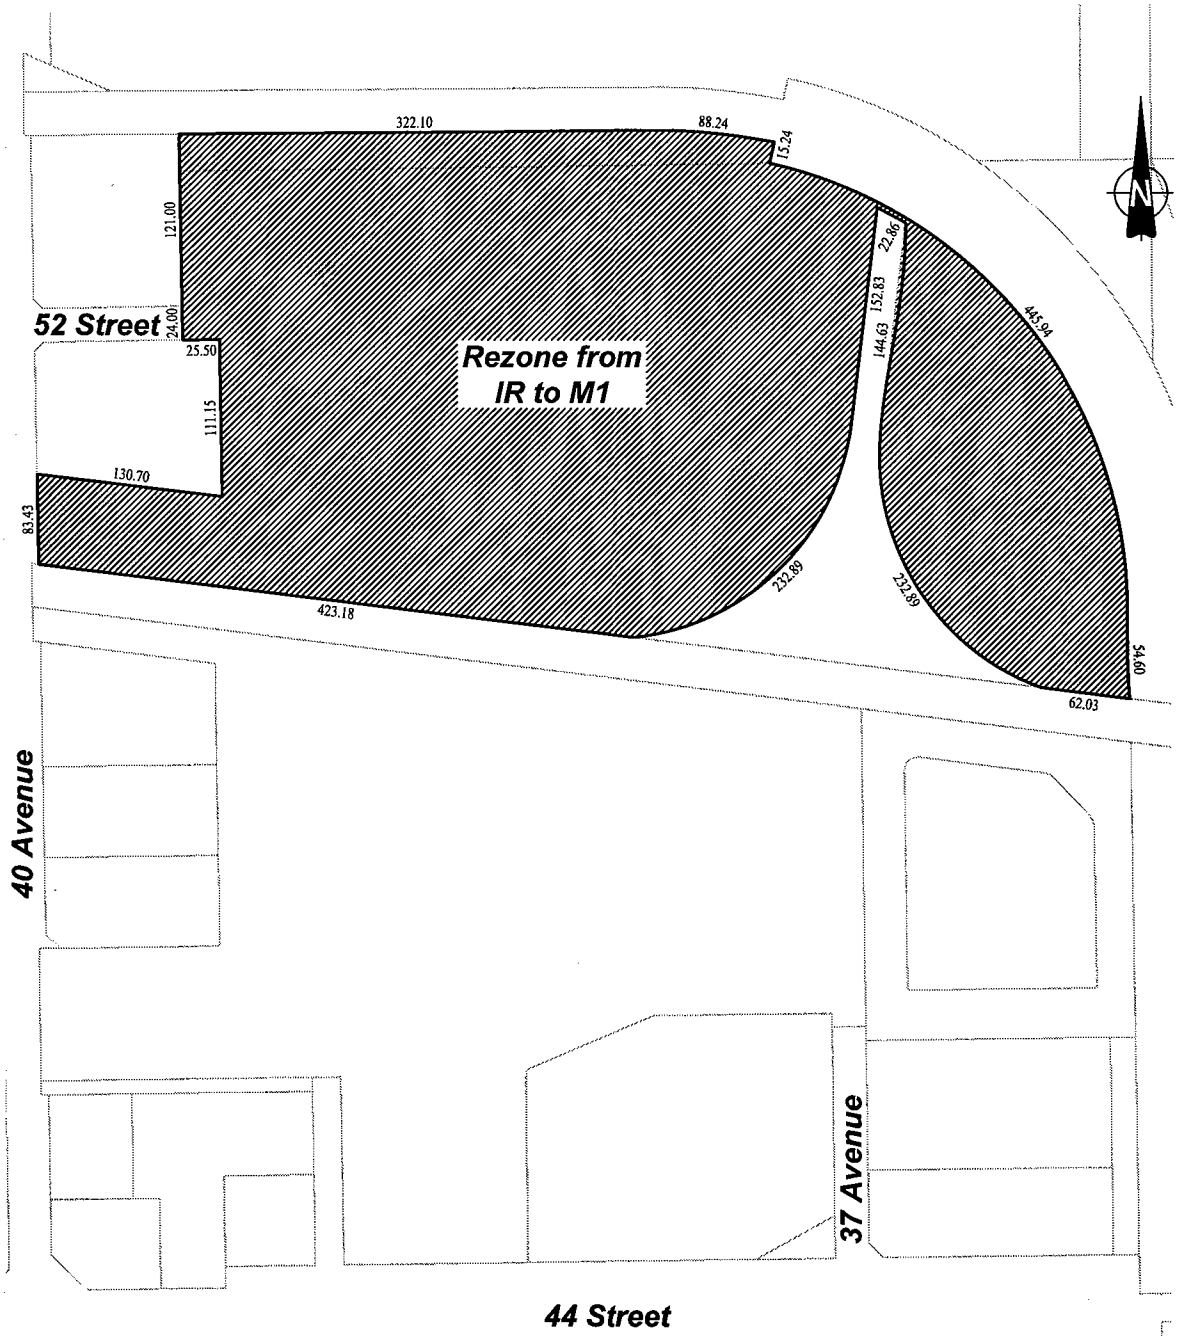 322.10
88.24
15.24
N
121.00
22.86
152.83
445.94
24.00
52 Street
144.63
25.50
Rezone from
IR to M1
111.15
130.70
83.43
232.89
232.89
423.18
54.60
62.03
40 Avenue
37 Avenue
44 Street